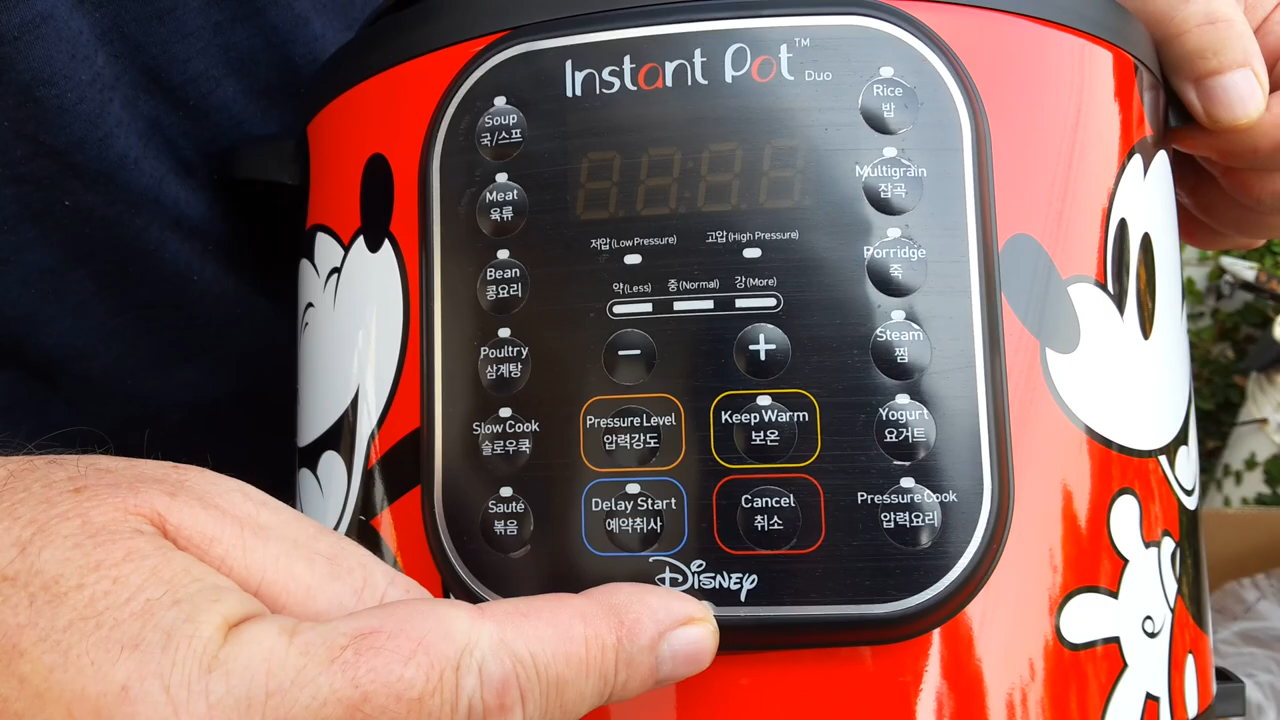 Instant Pot™ Duo
Soup
국/스프
Meat
육류
Bean
콩요리
Poultry
삼계탕
Slow Cook
슬로우쿡
Sauté
볶음
저압(Low Pressure)
고압(High Pressure)
약(Less)
중(Normal)
강(More)
−
+
Pressure Level
압력강도
Keep Warm
보온
Delay Start
예약취사
Cancel
취소
Rice
밥
Multigrain
잡곡
Porridge
죽
Steam
찜
Yogurt
요거트
Pressure Cook
압력요리
Disney